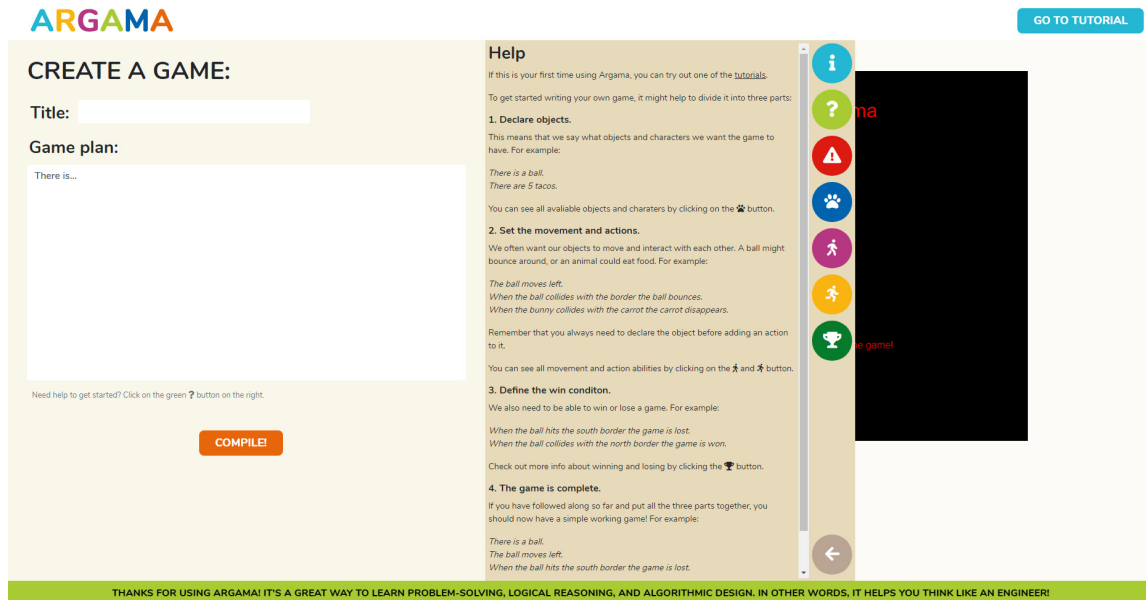 ARGAMA
GO TO TUTORIAL
CREATE A GAME:
Title:
Game plan:
There is...
Need help to get started? Click on the green ? button on the right.
COMPILE!
Help
If this is your first time using Argama, you can try out one of the tutorials.
To get started writing your own game, it might help to divide it into three parts:
1. Declare objects.
This means that we say what objects and characters we want the game to
have. For example:
There is a ball.
There are 5 tacos.
You can see all avaliable objects and charaters by clicking on the button.
2. Set the movement and actions.
We often want our objects to move and interact with each other. A ball might
bounce around, or an animal could eat food. For example:
The ball moves left.
When the ball collides with the border the ball bounces.
When the bunny collides with the carrot the carrot disappears.
Remember that you always need to declare the object before adding an action
to it.
You can see all movement and action abilities by clicking on the and button.
3. Define the win conditon.
We also need to be able to win or lose a game. For example:
When the ball hits the south border the game is lost.
When the ball collides with the north border the game is won.
Check out more info about winning and losing by clicking the button.
4. The game is complete.
If you have followed along so far and put all the three parts together, you
should now have a simple working game! For example:
There is a ball.
The ball moves left.
When the ball hits the south border the game is lost.
ma
e game!
THANKS FOR USING ARGAMA! IT'S A GREAT WAY TO LEARN PROBLEM-SOLVING, LOGICAL REASONING, AND ALGORITHMIC DESIGN. IN OTHER WORDS, IT HELPS YOU THINK LIKE AN ENGINEER!